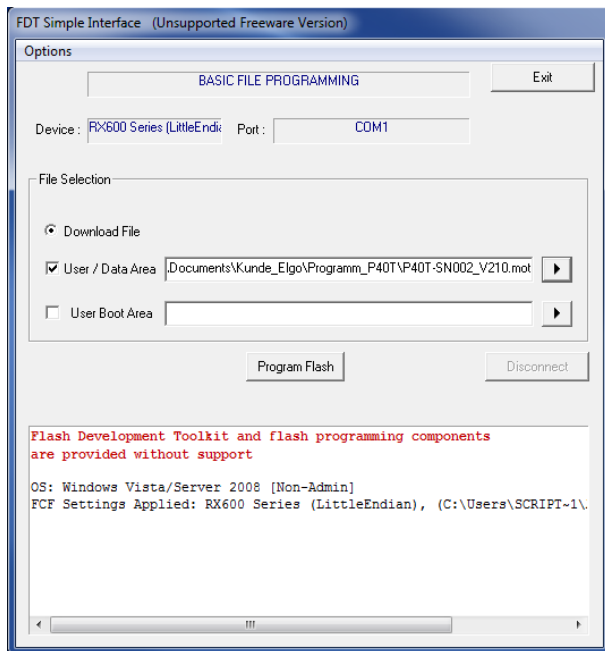 FDT Simple Interface (Unsupported Freeware Version)
Options
BASIC FILE PROGRAMMING
Exit
Device : RX600 Series (LittleEndia Port : COM1
File Selection
Download File
User / Data Area .Documents\Kunde_Elgo\Programm_P40T\P40T-SN002_V210.mot
User Boot Area
Program Flash
Disconnect
Flash Development Toolkit and flash programming components
are provided without support
OS: Windows Vista/Server 2008 [Non-Admin]
FCF Settings Applied: RX600 Series (LittleEndian), (C:\Users\SCRIPT~1\.